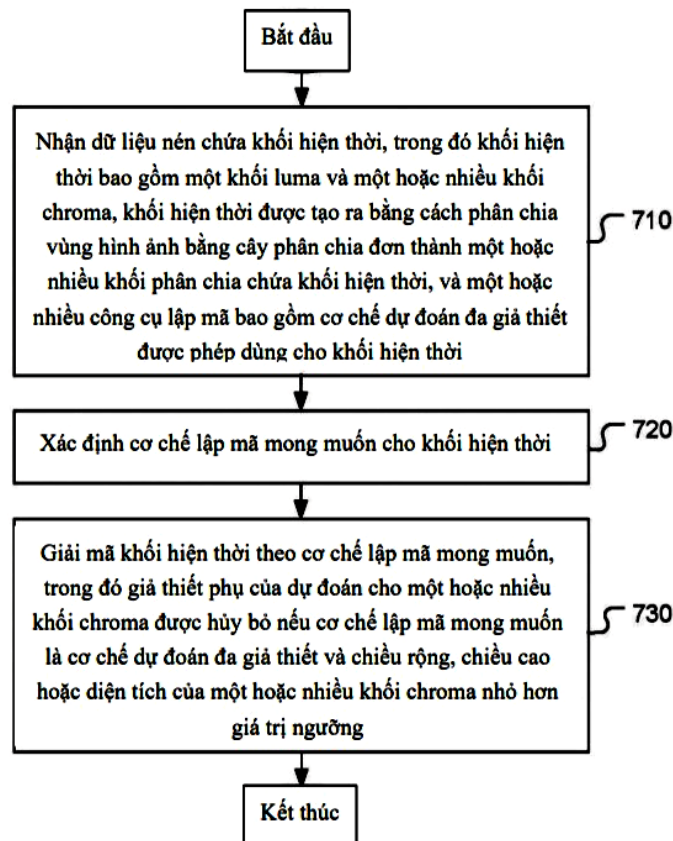 Bắt đầu
Nhận dữ liệu nén chứa khối hiện thời, trong đó khối hiện
thời bao gồm một khối luma và một hoặc nhiều khối
chroma, khối hiện thời được tạo ra bằng cách phân chia
vùng hình ảnh bằng cây phân chia đơn thành một hoặc
nhiều khối phân chia chứa khối hiện thời, và một hoặc
nhiều công cụ lập mã bao gồm cơ chế dự đoán đa giả thiết
được phép dùng cho khối hiện thời
710
Xác định cơ chế lập mã mong muốn cho khối hiện thời
720
Giải mã khối hiện thời theo cơ chế lập mã mong muốn,
trong đó giả thiết phụ của dự đoán cho một hoặc nhiều
khối chroma được hủy bỏ nếu cơ chế lập mã mong muốn
là cơ chế dự đoán đa giả thiết và chiều rộng, chiều cao
hoặc diện tích của một hoặc nhiều khối chroma nhỏ hơn
giá trị ngưỡng
730
Kết thúc